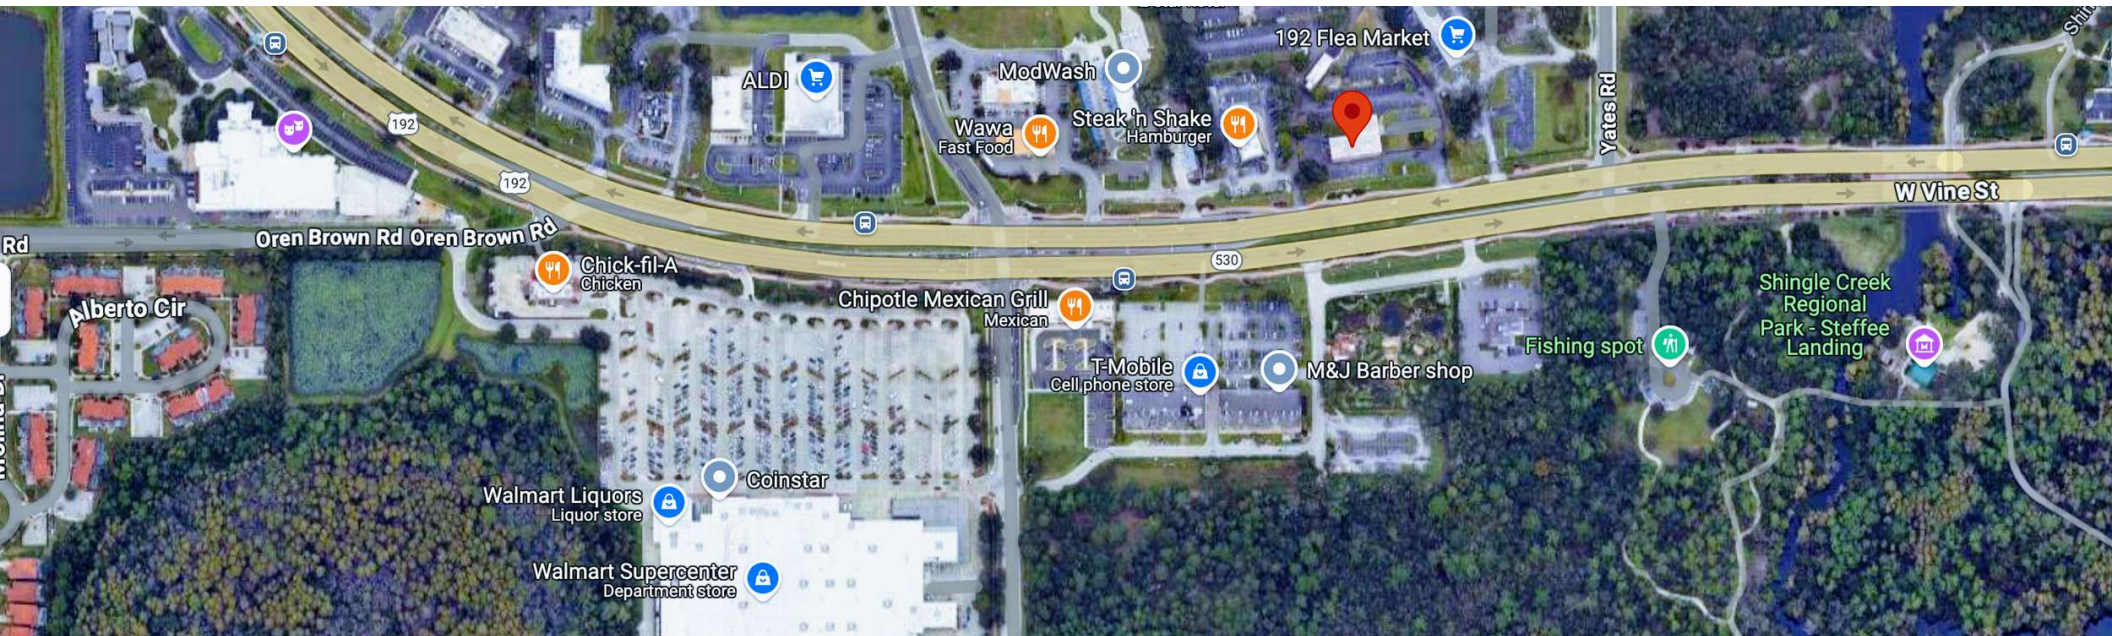 192 Flea Market
ModWash
ALDI
Steak 'n Shake
Hamburger
Wawa
Fast Food
192
192
Yates Rd
W Vine St
Rd
Oren Brown Rd
Oren Brown Rd
530
Chick-fil-A
Chicken
Alberto Cir
Chipotle Mexican Grill
Mexican
Shingle Creek
Regional
Park - Steffee
Landing
Fishing spot
T-Mobile
Cell phone store
M&J Barber shop
Coinstar
Walmart Liquors
Liquor store
Walmart Supercenter
Department store